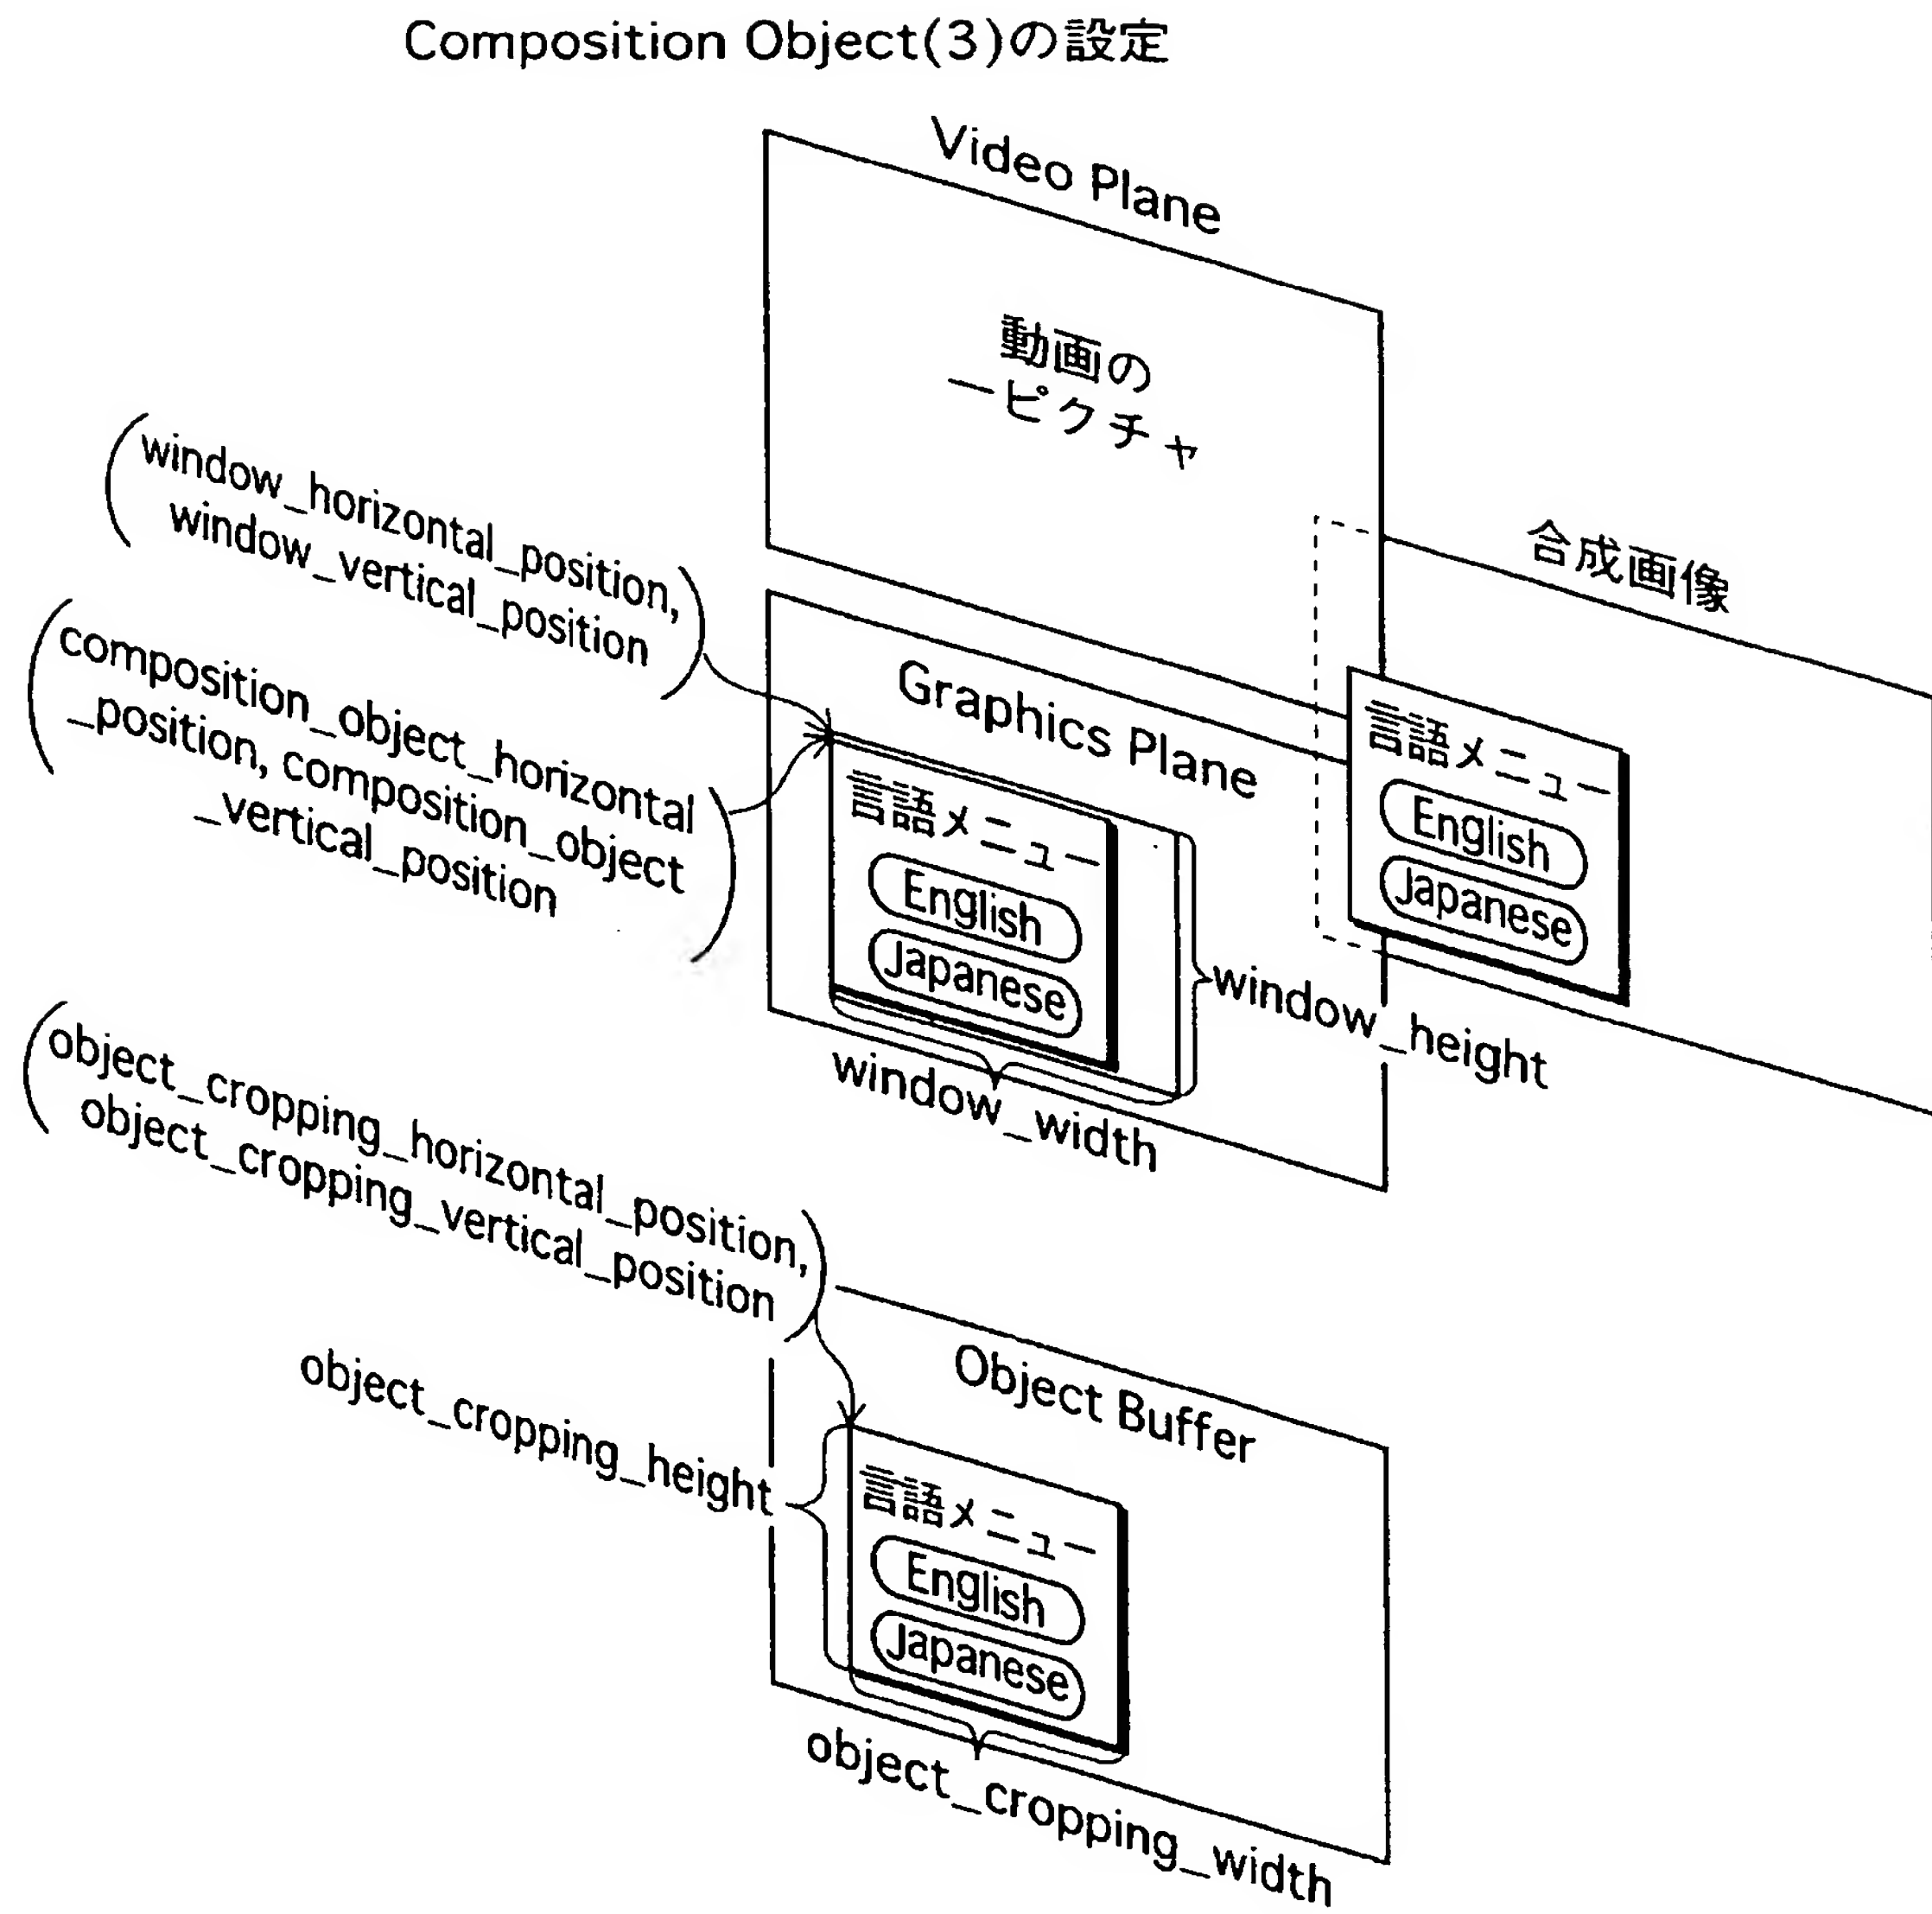 Composition Object(3)の設定
Video Plane
動画の
一ピクチャ
合成画像
(window_horizontal_position,
window_vertical_position)
(composition_object_horizontal
_position, composition_object
_vertical_position)
Graphics Plane
言語メニュー
English
Japanese
言語メニュー
English
Japanese
window_height
window_width
(object_cropping_horizontal_position,
object_cropping_vertical_position)
Object Buffer
object_cropping_height
言語メニュー
English
Japanese
object_cropping_width